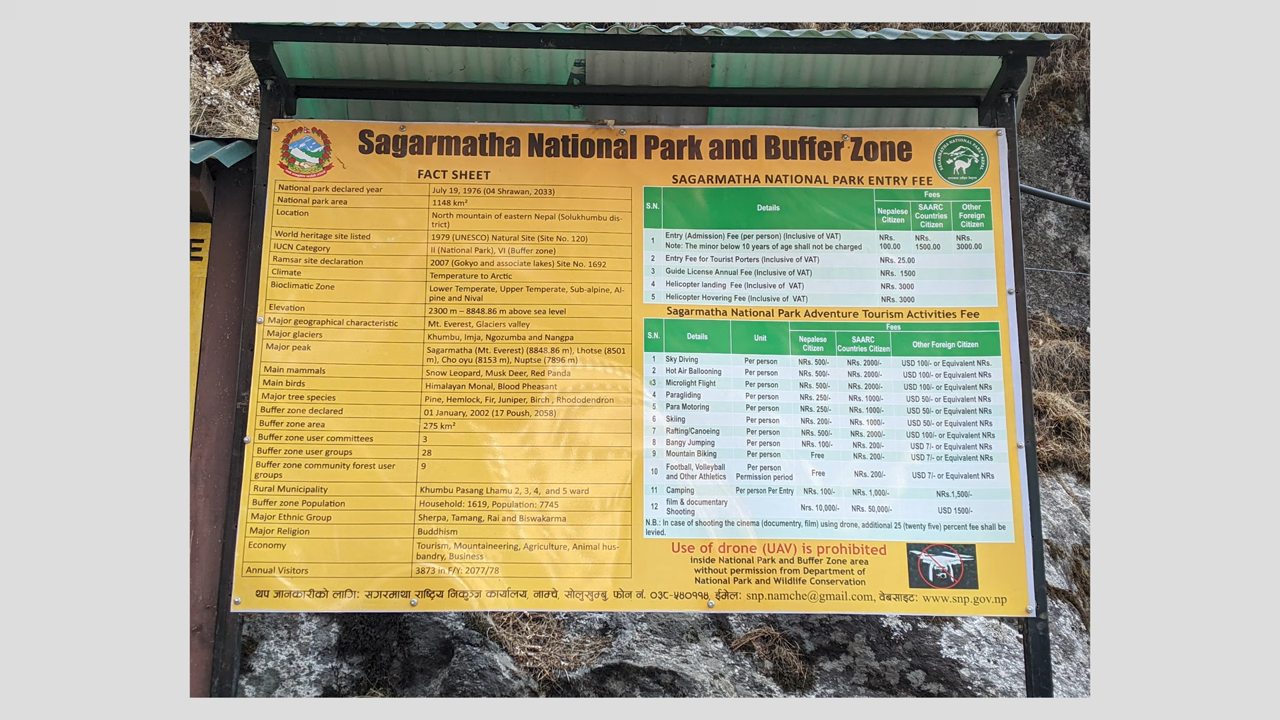 Sagarmatha National Park and Buffer Zone
FACT SHEET
National park declared year July 19, 1976 (04 Shrawan, 2033)
National park area 1148 km²
Location North mountain of eastern Nepal (Solukhumbu dis-
trict)
World heritage site listed 1979 (UNESCO) Natural Site (Site No. 120)
IUCN Category II (National Park), VI (Buffer zone)
Ramsar site declaration 2007 (Gokyo and associate lakes) Site No. 1692
Climate Temperature to Arctic
Bioclimatic Zone Lower Temperate, Upper Temperate, Sub-alpine, Al-
pine and Nival
Elevation 2300 m – 8848.86 m above sea level
Major geographical characteristic Mt. Everest, Glaciers valley
Major glaciers Khumbu, Imja, Ngozumba and Nangpa
Major peak Sagarmatha (Mt. Everest) (8848.86 m), Lhotse (8501
m), Cho oyu (8153 m), Nuptse (7896 m)
Main mammals Snow Leopard, Musk Deer, Red Panda
Main birds Himalayan Monal, Blood Pheasant
Major tree species Pine, Hemlock, Fir, Juniper, Birch , Rhododendron
Buffer zone declared 01 January, 2002 (17 Poush, 2058)
Buffer zone area 275 km²
Buffer zone user committees 3
Buffer zone user groups 28
Buffer zone community forest user 9
groups
Rural Municipality Khumbu Pasang Lhamu 2, 3, 4, and 5 ward
Buffer zone Population Household: 1619, Population: 7745
Major Ethnic Group Sherpa, Tamang, Rai and Biswakarma
Major Religion Buddhism
Economy Tourism, Mountaineering, Agriculture, Animal hus-
bandry, Business
Annual Visitors 3873 in F/Y: 2077/78
SAGARMATHA NATIONAL PARK ENTRY FEE
S.N. Details Fees
Nepalese Citizen SAARC Countries Citizen Other Foreign Citizen
1 Entry (Admission) Fee (per person) (Inclusive of VAT) NRs. NRs. NRs.
Note: The minor below 10 years of age shall not be charged 100.00 1500.00 3000.00
2 Entry Fee for Tourist Porters (Inclusive of VAT) NRs. 25.00
3 Guide License Annual Fee (Inclusive of VAT) NRs. 1500
4 Helicopter landing Fee (Inclusive of VAT) NRs. 3000
5 Helicopter Hovering Fee (Inclusive of VAT) NRs. 3000
Sagarmatha National Park Adventure Tourism Activities Fee
S.N. Details Unit Fees
Nepalese Citizen SAARC Countries Citizen Other Foreign Citizen
1 Sky Diving Per person NRs. 500/- NRs. 2000/- USD 100/- or Equivalent NRs.
2 Hot Air Ballooning Per person NRs. 500/- NRs. 2000/- USD 100/- or Equivalent NRs
3 Microlight Flight Per person NRs. 500/- NRs. 2000/- USD 100/- or Equivalent NRs
4 Paragliding Per person NRs. 250/- NRs. 1000/- USD 50/- or Equivalent NRs
5 Para Motoring Per person NRs. 250/- NRs. 1000/- USD 50/- or Equivalent NRs
6 Skiing Per person NRs. 200/- NRs. 1000/- USD 50/- or Equivalent NRs
7 Rafting/Canoeing Per person NRs. 500/- NRs. 2000/- USD 100/- or Equivalent NRs
8 Bangy Jumping Per person NRs. 100/- NRs. 200/- USD 7/- or Equivalent NRs
9 Mountain Biking Per person Free NRs. 200/- USD 7/- or Equivalent NRs
10 Football, Volleyball and Other Athletics Per person Permission period Free NRs. 200/- USD 7/- or Equivalent NRs
11 Camping Per person Per Entry NRs. 100/- NRs. 1,000/- NRs.1,500/-
12 film & documentary Shooting Nrs. 10,000/- NRs. 50,000/- USD 1500/-
N.B.: In case of shooting the cinema (documentry, film) using drone, additional 25 (twenty five) percent fee shall be
levied.
Use of drone (UAV) is prohibited
inside National Park and Buffer Zone area
without permission from Department of
National Park and Wildlife Conservation
थप जानकारीको लागि: सगरमाथा राष्ट्रिय निकुञ्ज कार्यालय, नाम्चे, सोलुखुम्बु, फोन नं. ०३८-५४०११४, ईमेल: snp.namche@gmail.com, वेबसाइट: www.snp.gov.np
E